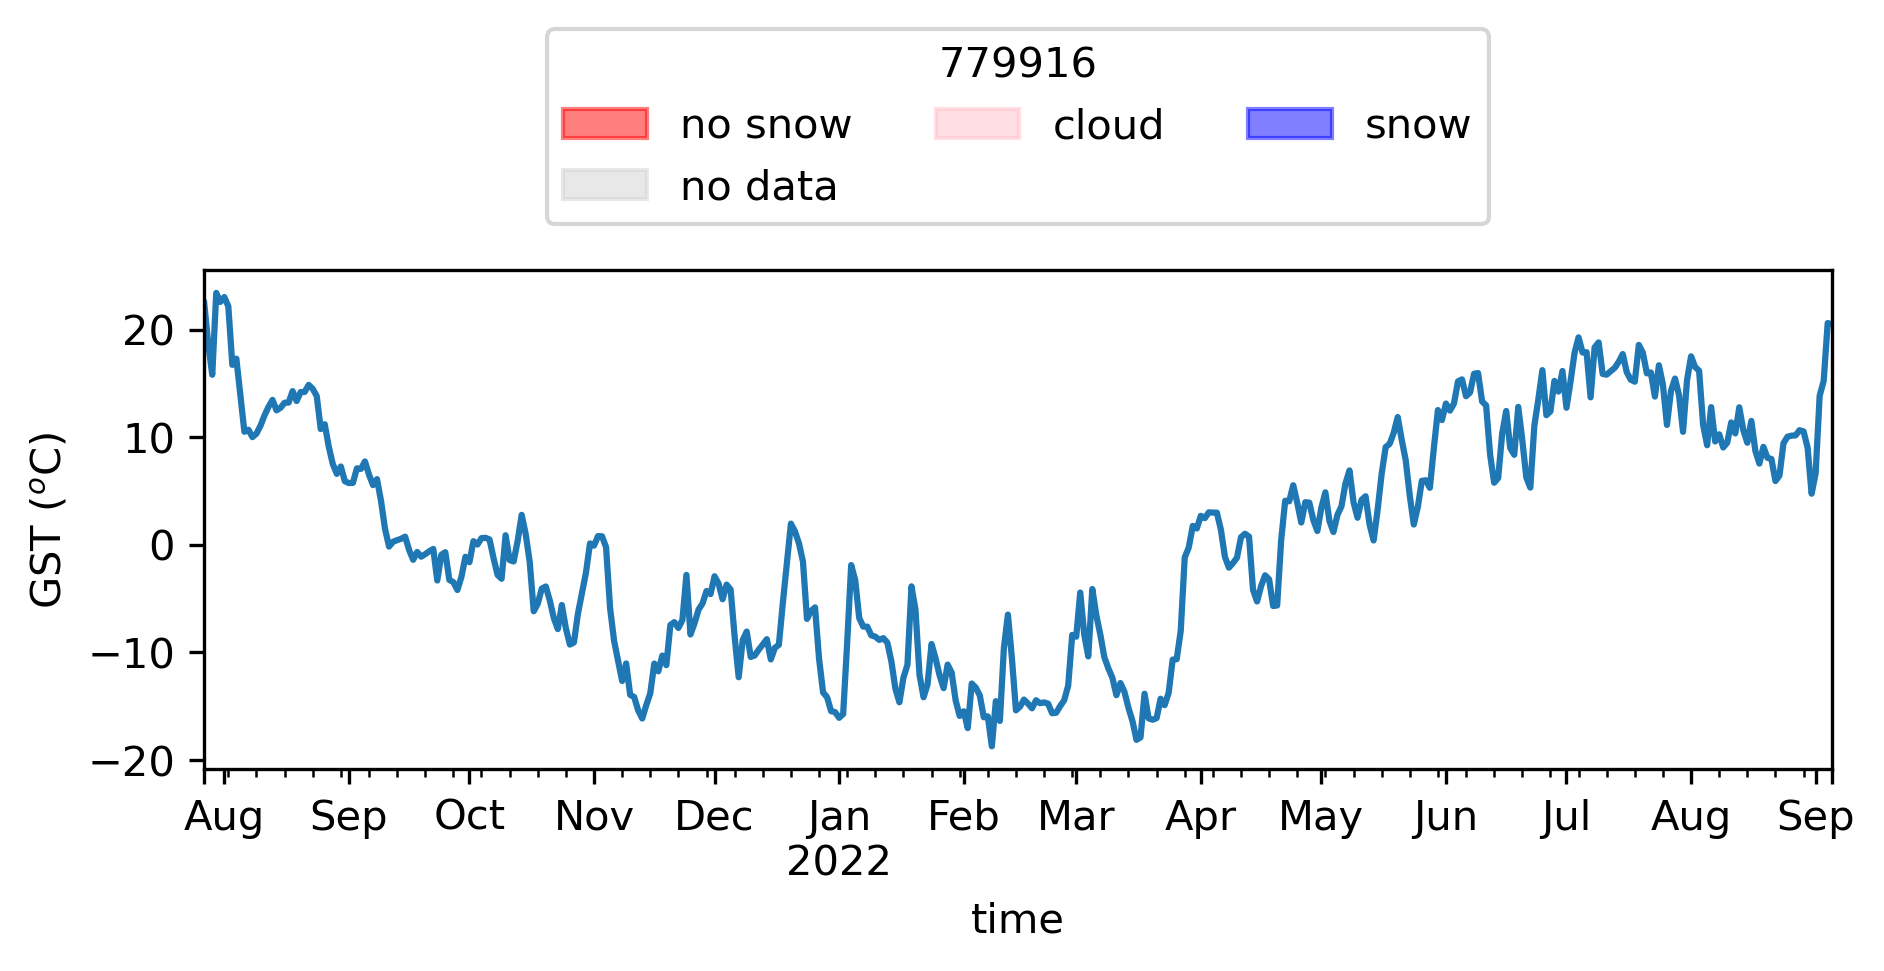 779916
no snow cloud snow
no data
20
10
0
−10
−20
GST (°C)
Aug Sep Oct Nov Dec Jan Feb Mar Apr May Jun Jul Aug Sep
2022
time